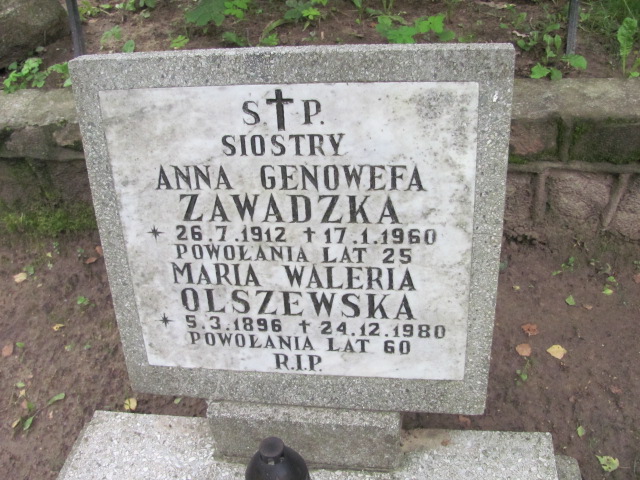 S✝P.
SIOSTRY
ANNA GENOWEFA
ZAWADZKA
* 26.7.1912 ✝ 17.1.1960
POWOŁANIA LAT 25
MARIA WALERIA
OLSZEWSKA
* 5.3.1896 ✝ 24.12.1980
POWOŁANIA LAT 60
R.I.P.